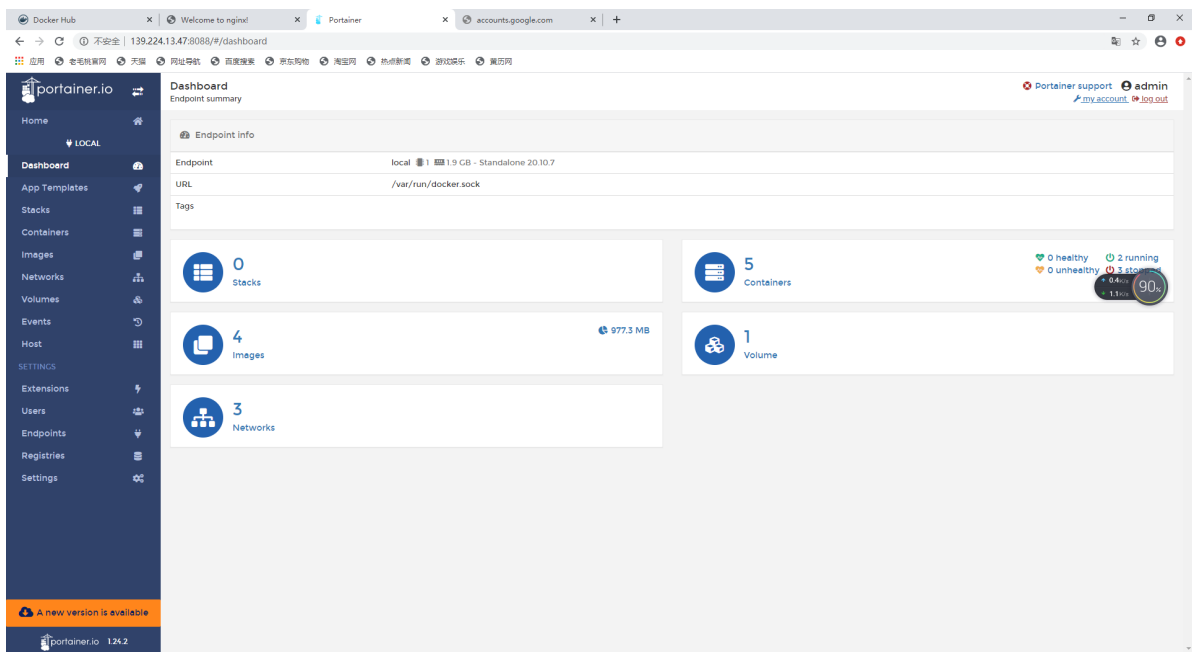 Docker Hub
Welcome to nginx!
Portainer
accounts.google.com
不安全 | 139.224.13.47:8088/#/dashboard
应用 老毛桃官网 天猫 网址导航 百度搜索 京东购物 淘宝网 热点新闻 游戏娱乐 黄历网
portainer.io
Home
LOCAL
Dashboard
App Templates
Stacks
Containers
Images
Networks
Volumes
Events
Host
SETTINGS
Extensions
Users
Endpoints
Registries
Settings
A new version is available
portainer.io 1.24.2
Dashboard
Endpoint summary
Portainer support admin
my account log out
Endpoint info
Endpoint local 1 1.9 GB - Standalone 20.10.7
URL /var/run/docker.sock
Tags
0
Stacks
5
Containers
0 healthy 2 running
0 unhealthy 3
0.4
1.1
90%
4
Images
977.3 MB
1
Volume
3
Networks